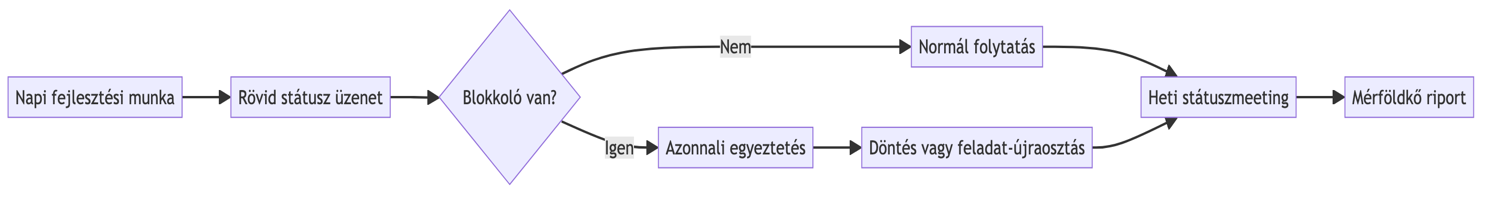 Napi fejlesztési munka
Rövid státusz üzenet
Blokkoló van?
Nem
Normál folytatás
Igen
Azonnali egyeztetés
Döntés vagy feladat-újraosztás
Heti státuszmeeting
Mérföldkő riport